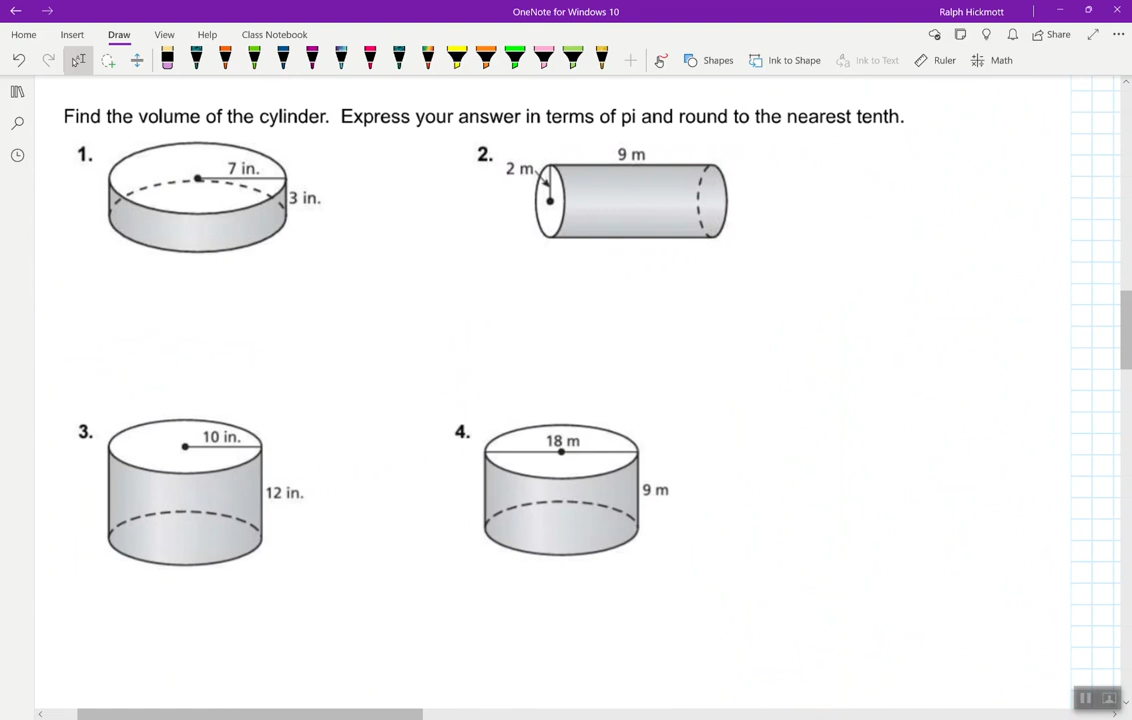 OneNote for Windows 10
Ralph Hickmott
Home Insert Draw View Help Class Notebook
Share
Shapes Ink to Shape Ink to Text Ruler Math
Find the volume of the cylinder. Express your answer in terms of pi and round to the nearest tenth.
1. 7 in. 3 in.
2. 2 m 9 m
3. 10 in. 12 in.
4. 18 m 9 m